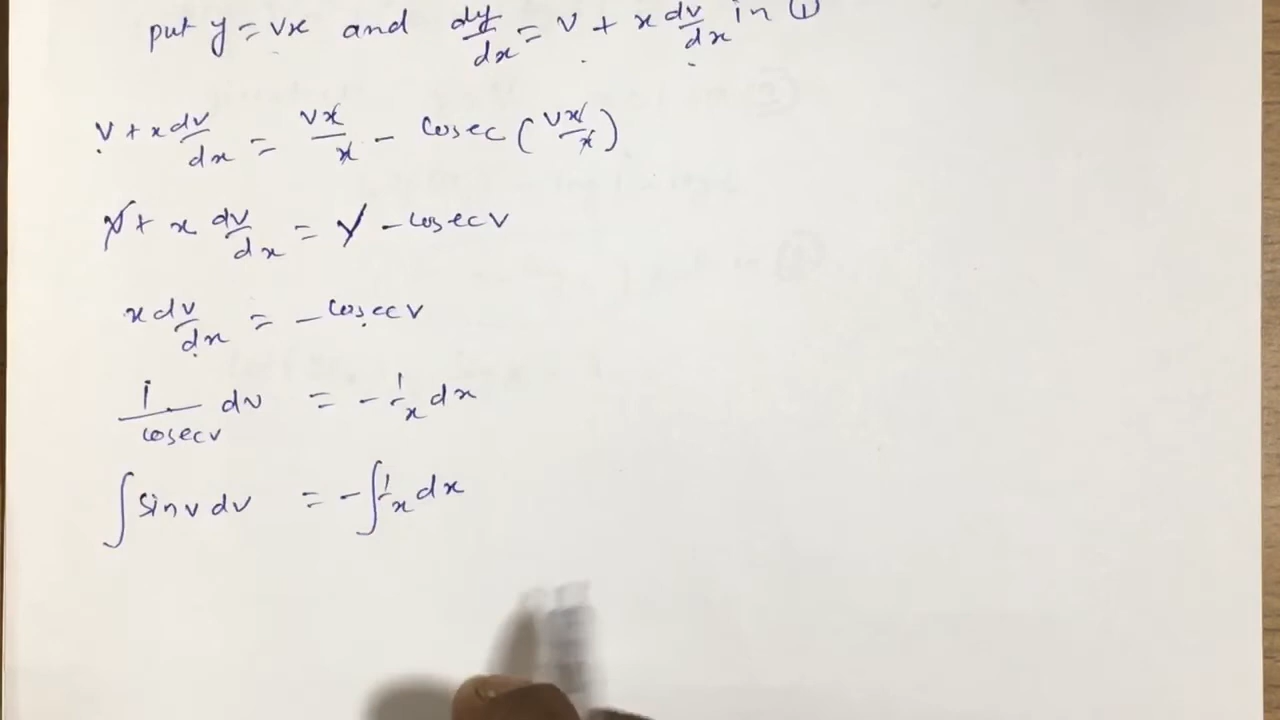 put y = vx and dy/dx = v + x dv/dx in ①
v + x dv/dx = vx/x - cosec (vx/x)
v + x dv/dx = v - cosec v
x dv/dx = - cosec v
1/cosec v dv = - 1/x dx
∫ sin v dv = - ∫ 1/x dx